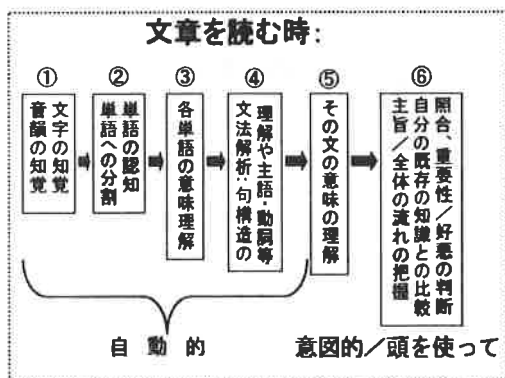 文章を読む時:
①
音韻の知覚
文字の知覚
②
単語への分割
単語の認知
③
各単語の意味理解
④
文法解析:句構造の
理解や主語・動詞等
⑤
その文の意味の理解
⑥
主旨/全体の流れの把握
自分の既存の知識との比較
照合、重要性/好悪の判断
自動的
意図的/頭を使って